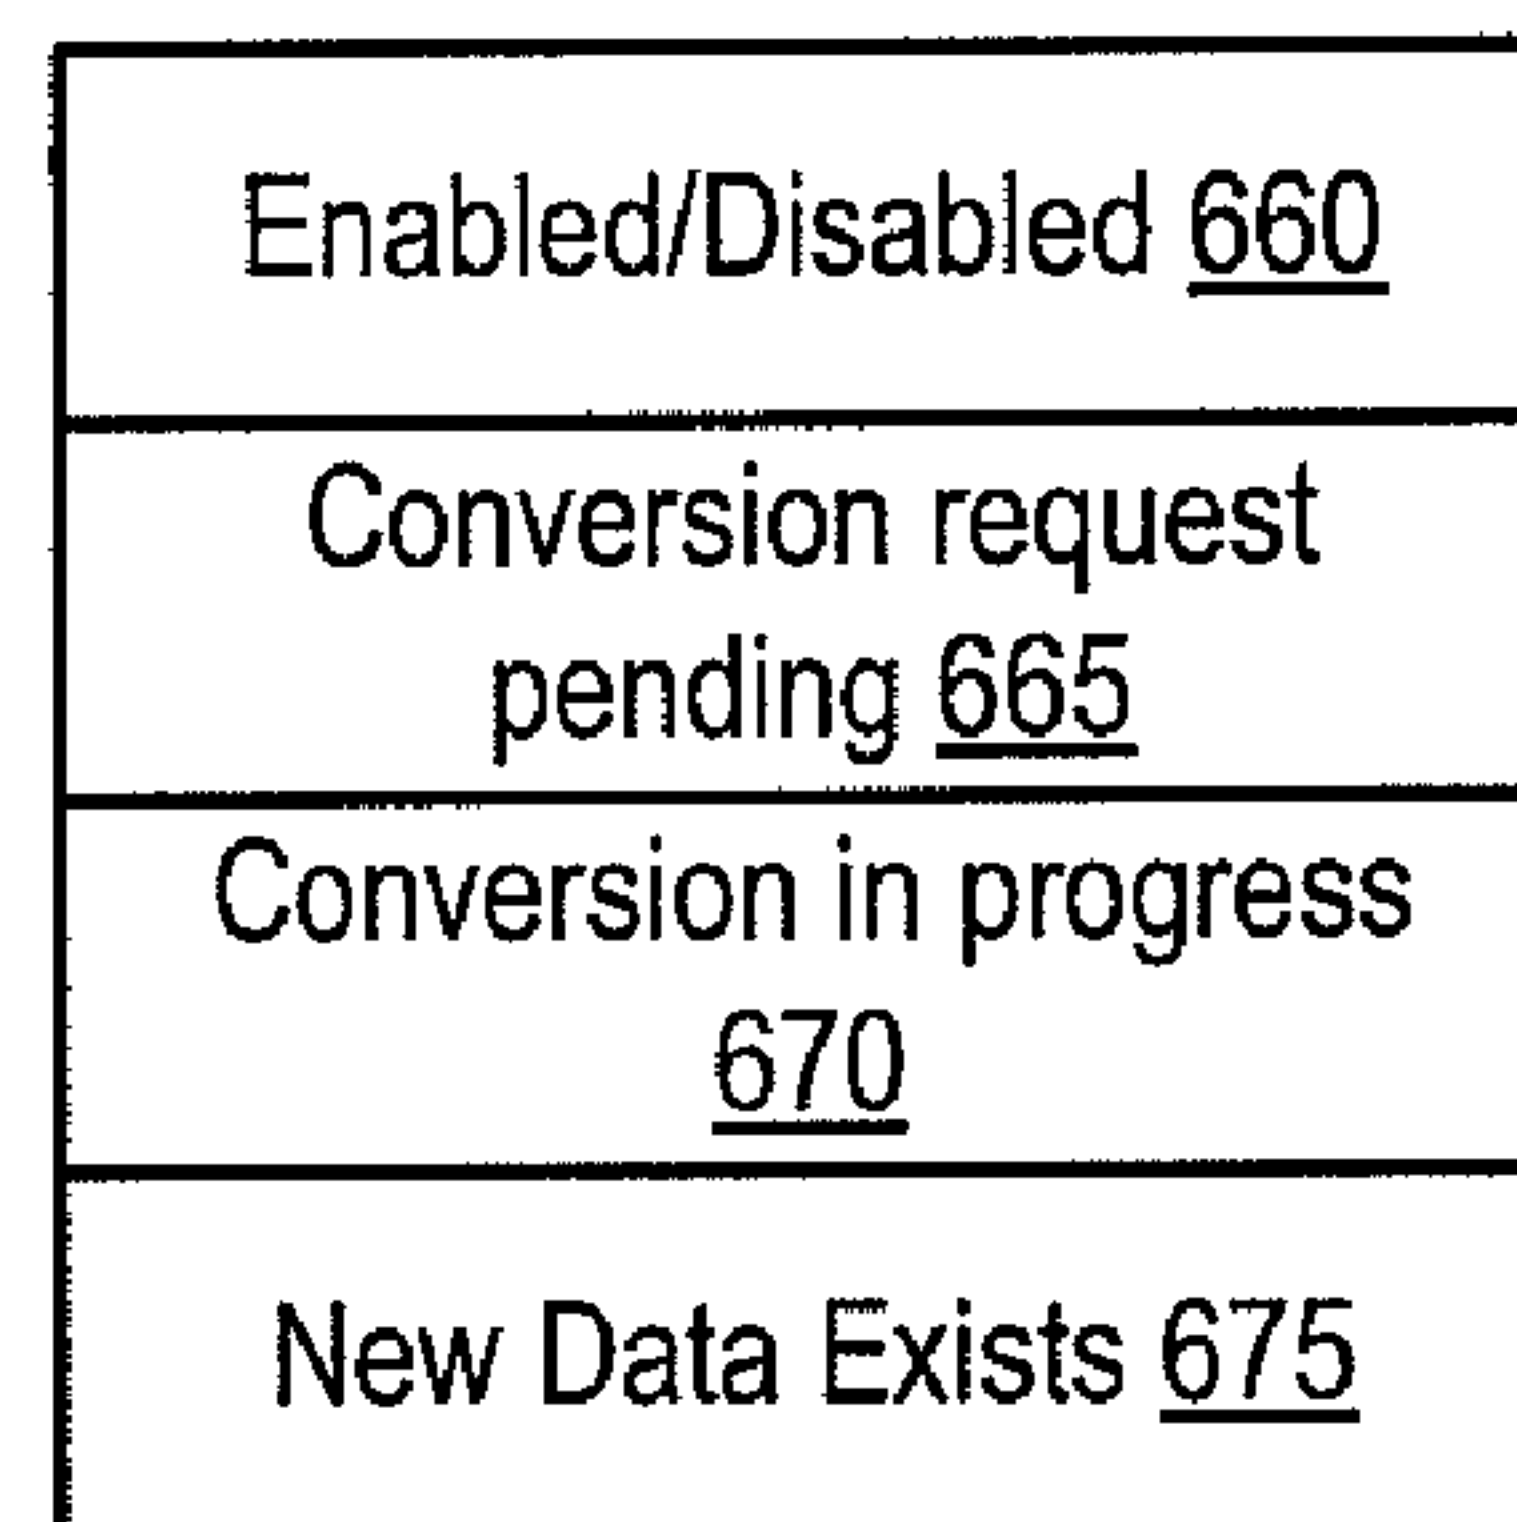 Enabled/Disabled 660
Conversion request
pending 665
Conversion in progress
670
New Data Exists 675